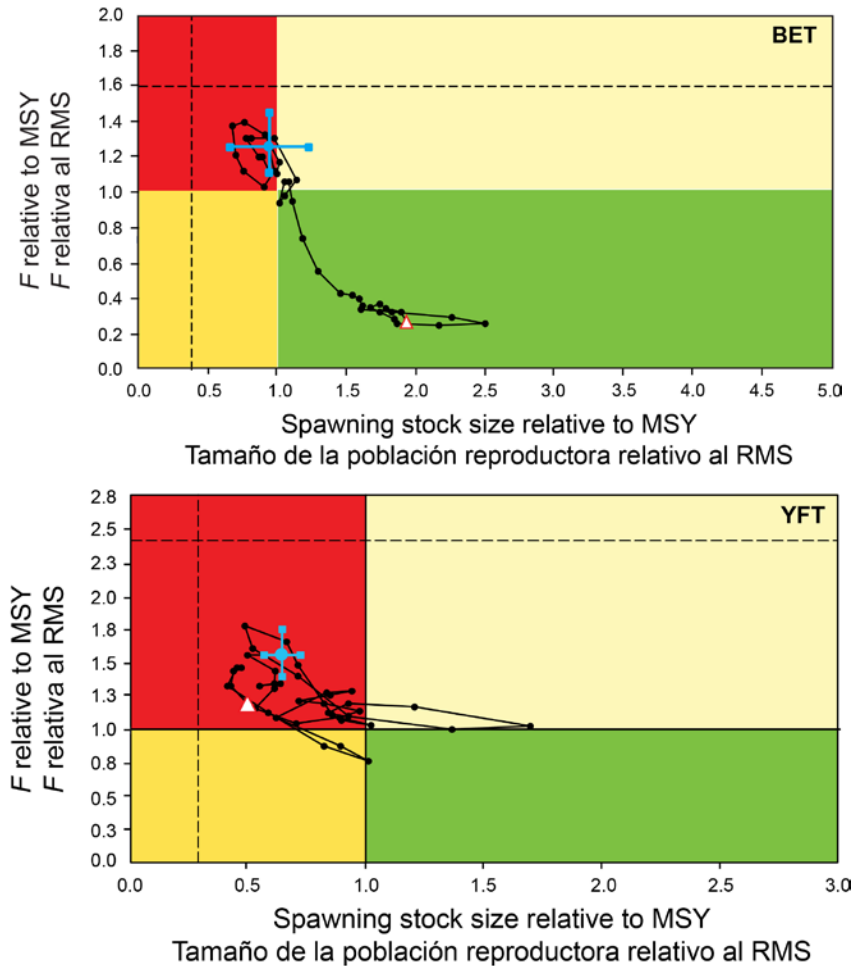 BET
2.0
1.8
1.6
1.4
1.2
1.0
0.8
0.6
0.4
0.2
0.0
F relative to MSY
F relativa al RMS
0.0 0.5 1.0 1.5 2.0 2.5 3.0 3.5 4.0 4.5 5.0
Spawning stock size relative to MSY
Tamaño de la población reproductora relativo al RMS
YFT
2.8
2.5
2.3
2.0
1.8
1.5
1.3
1.0
0.8
0.5
0.3
0.0
F relative to MSY
F relativa al RMS
0.0 0.5 1.0 1.5 2.0 2.5 3.0
Spawning stock size relative to MSY
Tamaño de la población reproductora relativo al RMS